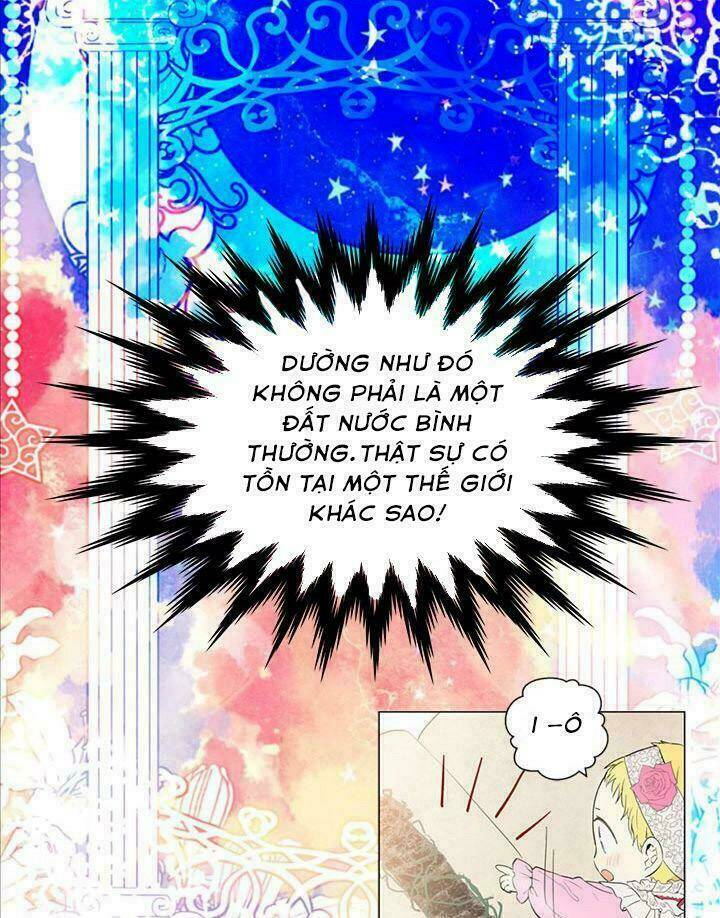 DƯỜNG NHƯ ĐÓ
KHÔNG PHẢI LÀ MỘT
ĐẤT NƯỚC BÌNH
THƯỜNG.THẬT SỰ CÓ
TỒN TẠI MỘT THẾ GIỚI
KHÁC SAO!
I -Ô